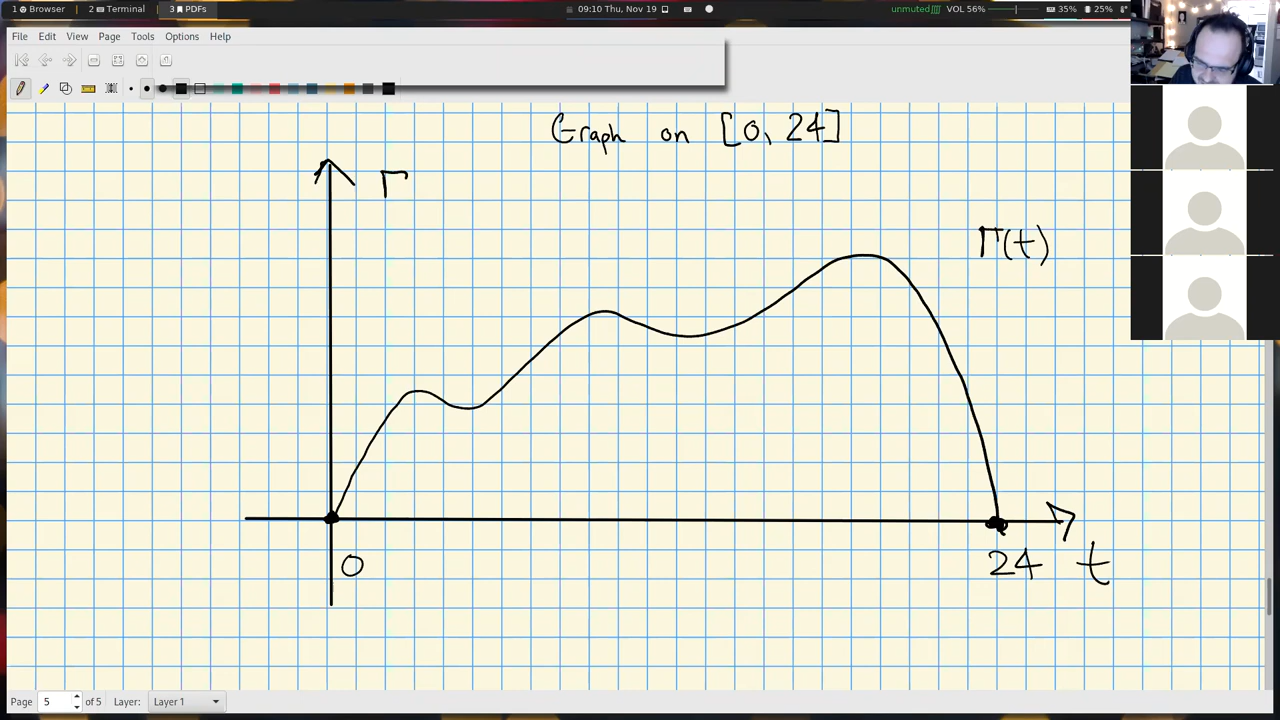 1 Browser 2 Terminal 3 PDFs 09:10 Thu, Nov 19 unmuted VOL 56% 35% 25%
File Edit View Page Tools Options Help
Graph on [0, 24]
r
r(t)
0
24 t
Page 5 of 5 Layer: Layer 1